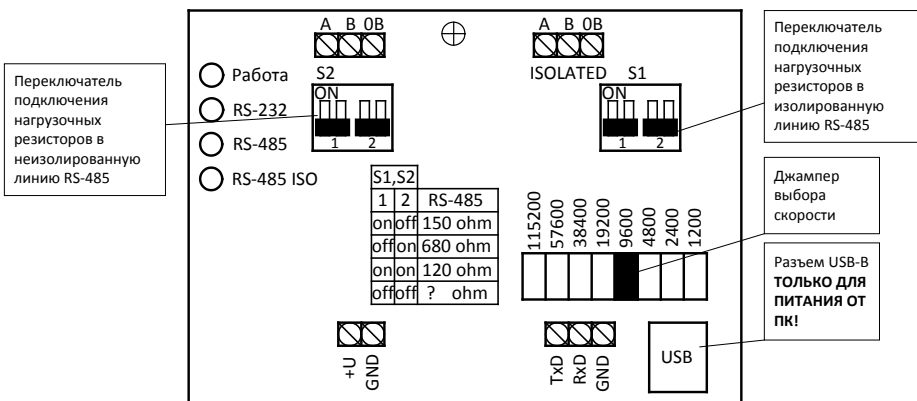 A B 0B
A B 0B
Переключатель
подключения
нагрузочных
резисторов в
изолированную
линию RS-485
Переключатель
подключения
нагрузочных
резисторов в
неизолированную
линию RS-485
Работа
RS-232
RS-485
RS-485 ISO
S2
ON
1 2
ISOLATED S1
ON
1 2
S1,S2
1 2 RS-485
on off 150 ohm
off on 680 ohm
on on 120 ohm
off off ? ohm
115200
57600
38400
19200
9600
4800
2400
1200
Джампер
выбора
скорости
Разъем USB-B
ТОЛЬКО ДЛЯ
ПИТАНИЯ ОТ
ПК!
+U
GND
TxD
RxD
GND
USB